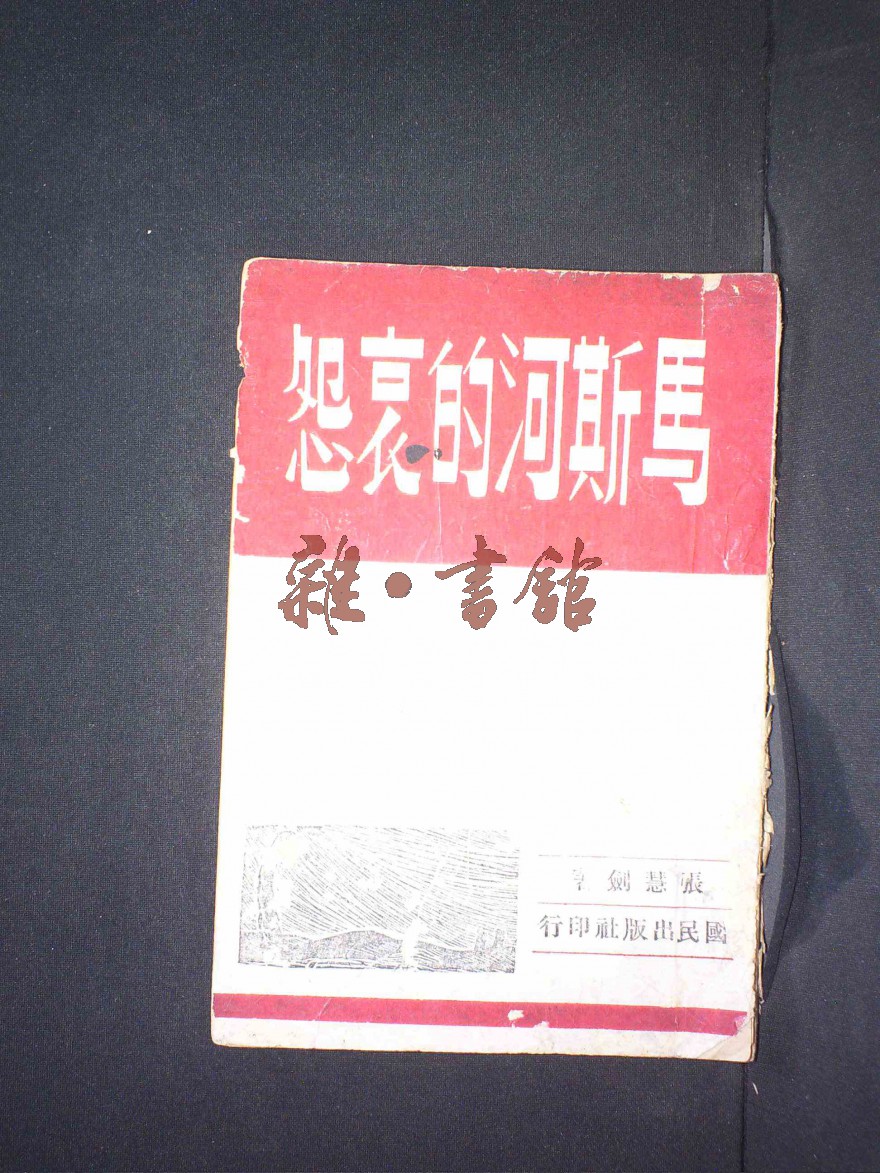 馬斯河的哀怨
雜·書館
張慧劍著
國民出版社印行